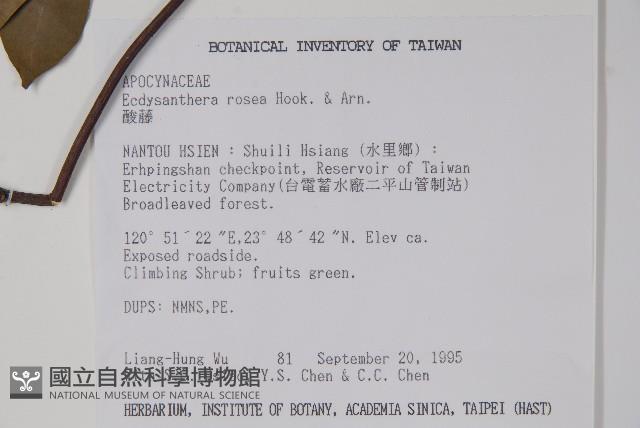 BOTANICAL INVENTORY OF TAIWAN
APOCYNACEAE
Ecdysanthera rosea Hook. & Arn.
酸藤
NANTOU HSIEN : Shuili Hsiang (水里鄉) :
Erhpingshan checkpoint, Reservoir of Taiwan
Electricity Company(台電蓄水廠二平山管制站)
Broadleaved forest.
120° 51´ 22 ″E, 23° 48´ 42 ″N. Elev ca.
Exposed roadside.
Climbing Shrub; fruits green.
DUPS: NMNS,PE.
Liang-Hung Wu 81 September 20, 1995
Y.S. Chen & C.C. Chen
國立自然科學博物館
NATIONAL MUSEUM OF NATURAL SCIENCE
HERBARIUM, INSTITUTE OF BOTANY, ACADEMIA SINICA, TAIPEI (HAST)